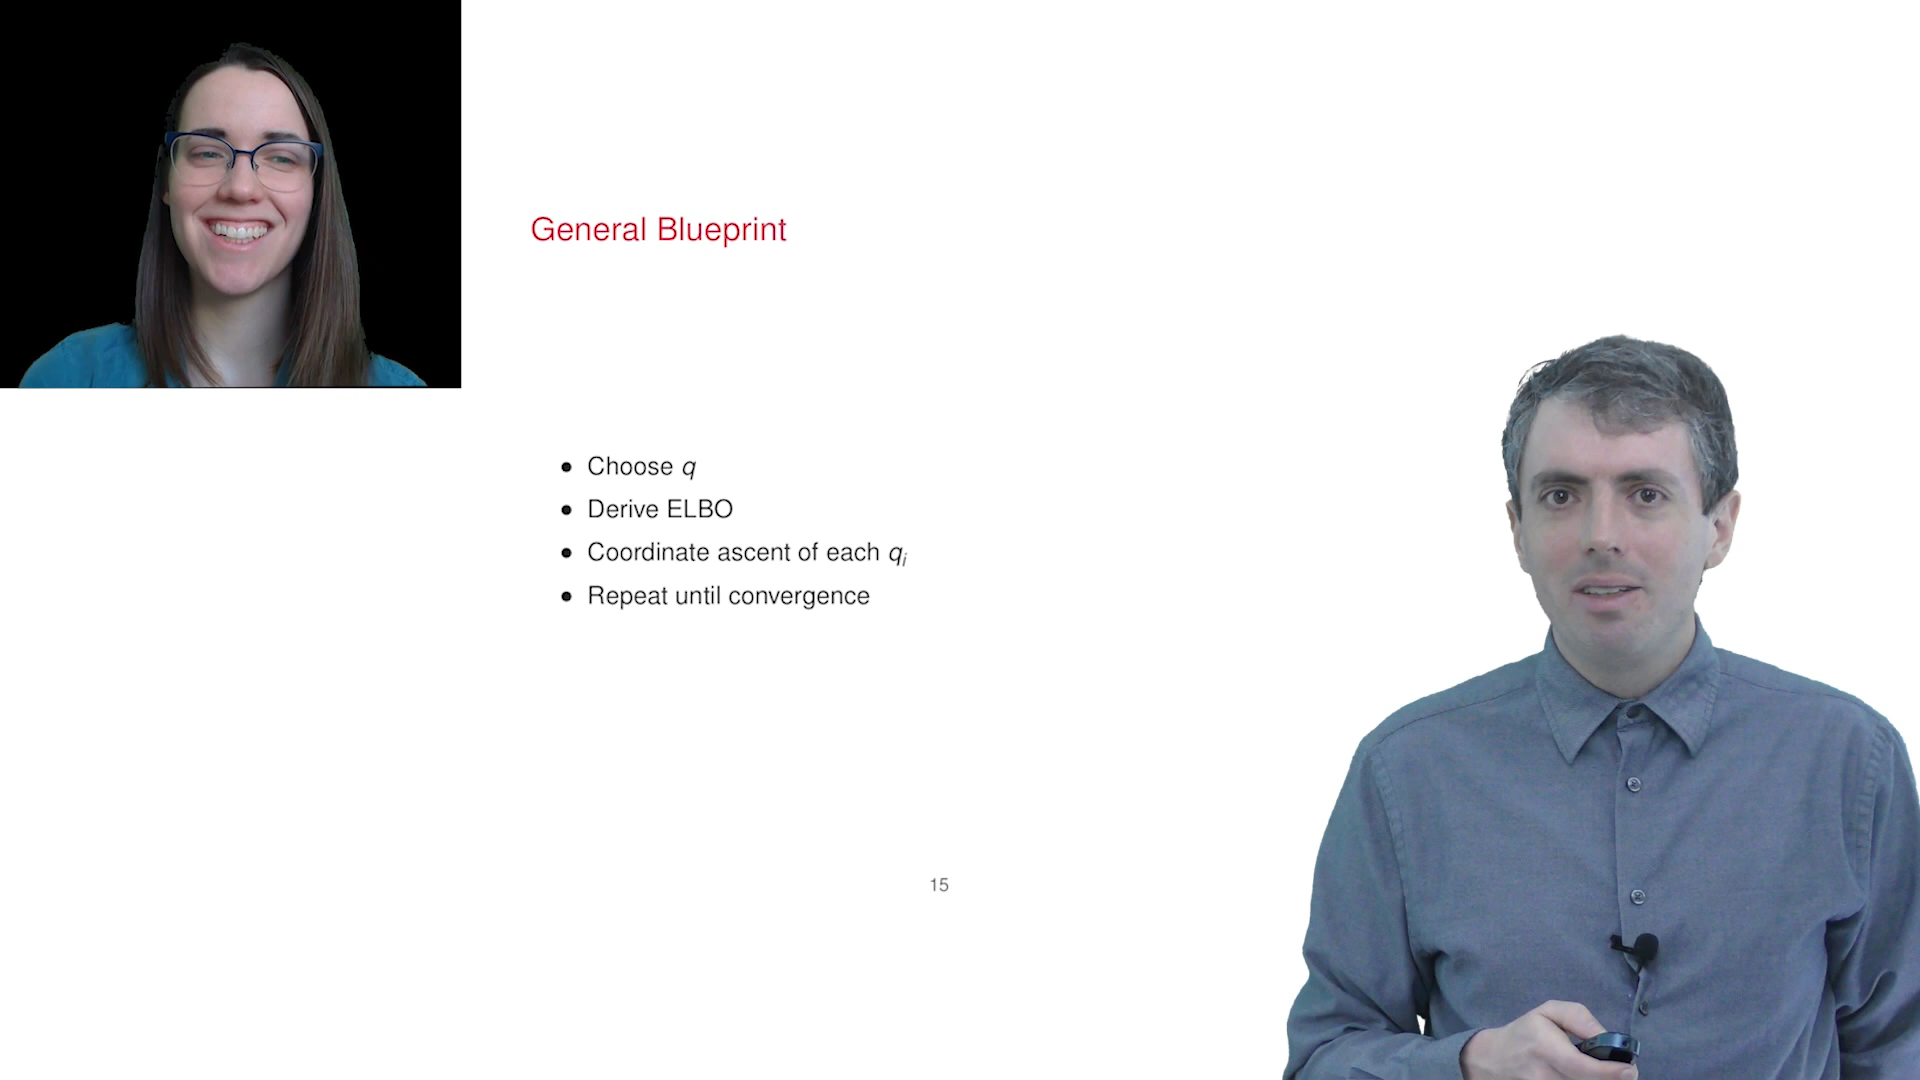 General Blueprint
• Choose q
• Derive ELBO
• Coordinate ascent of each qᵢ
• Repeat until convergence
15